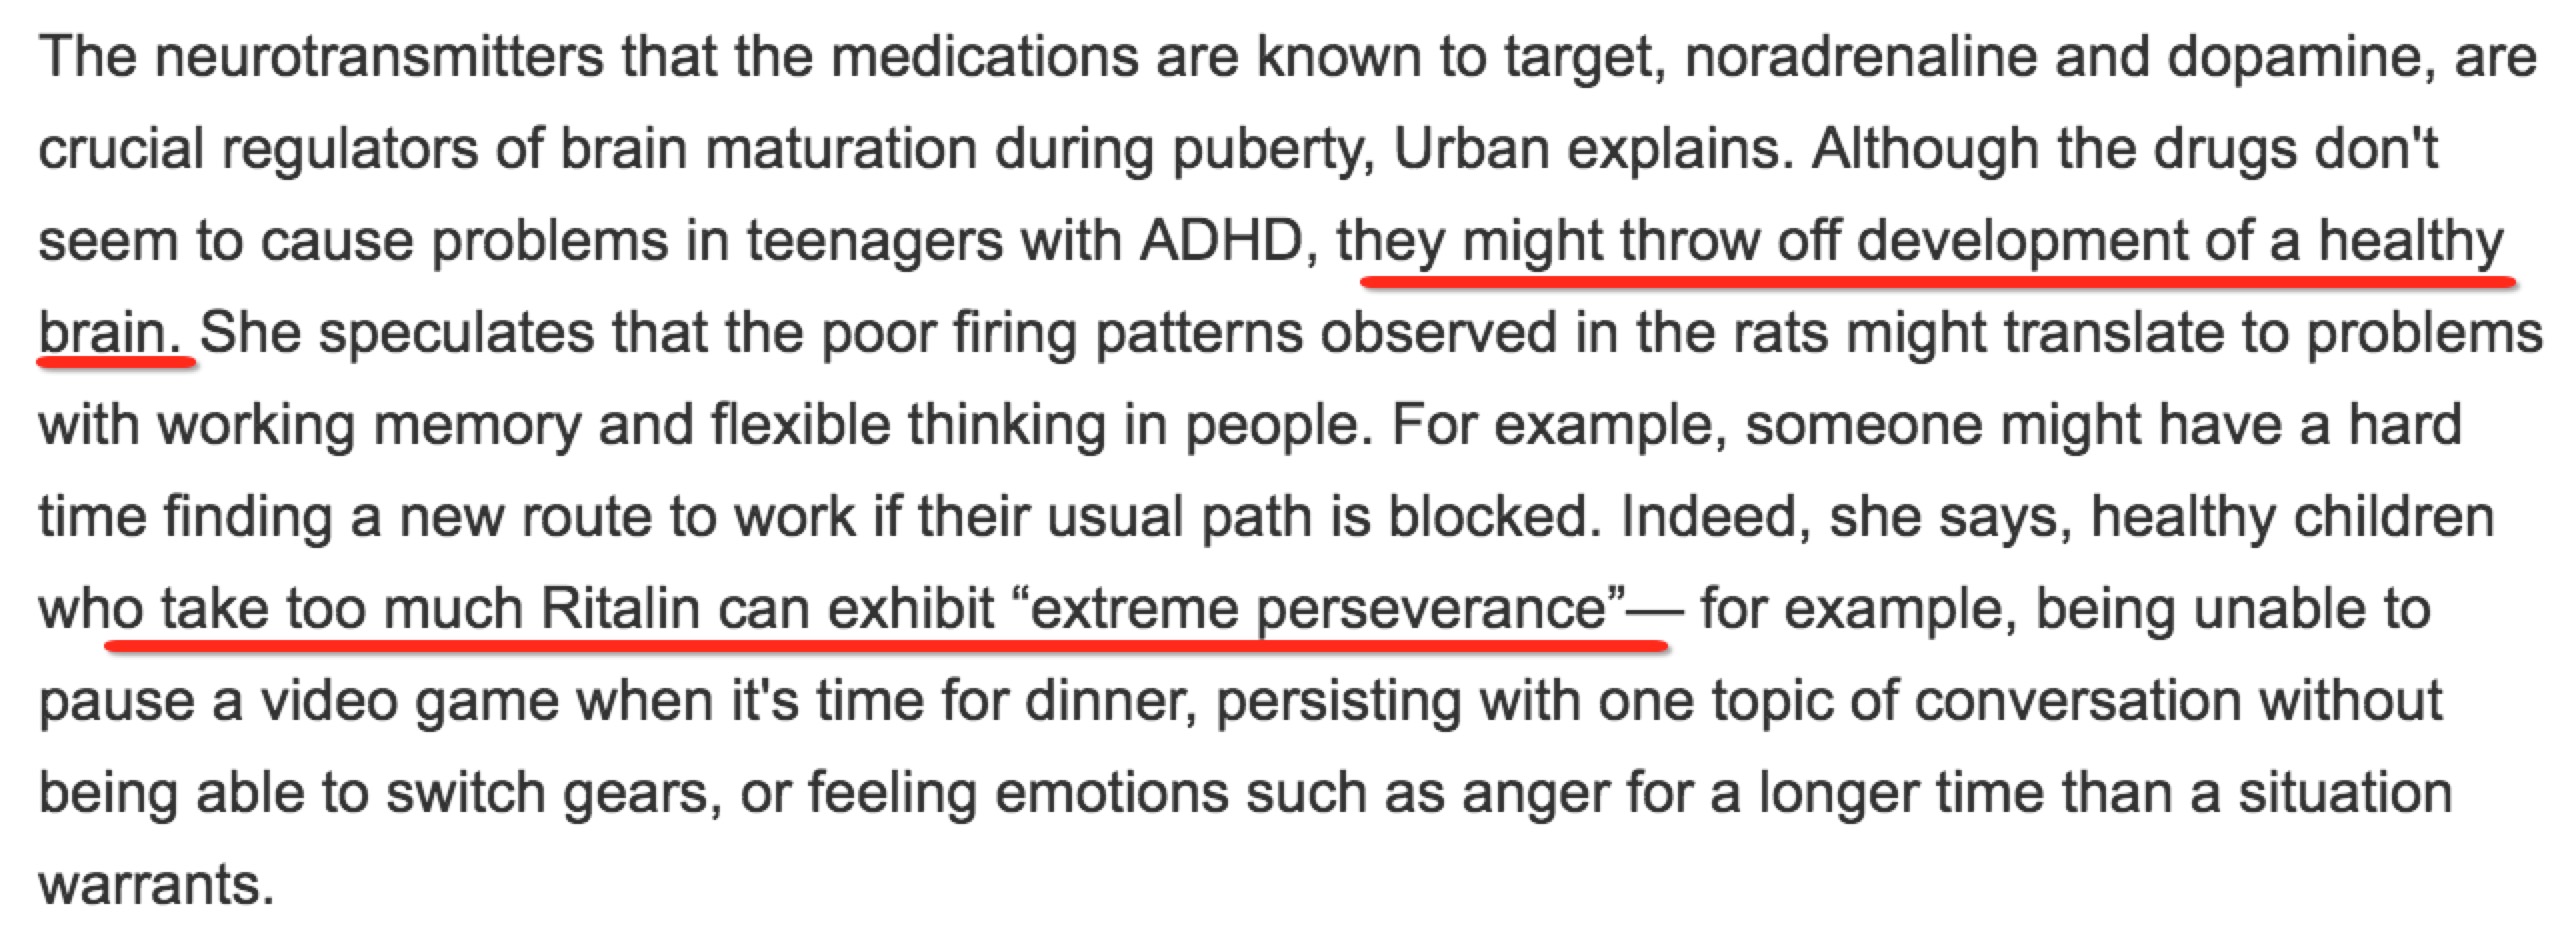 The neurotransmitters that the medications are known to target, noradrenaline and dopamine, are
crucial regulators of brain maturation during puberty, Urban explains. Although the drugs don't
seem to cause problems in teenagers with ADHD, they might throw off development of a healthy
brain. She speculates that the poor firing patterns observed in the rats might translate to problems
with working memory and flexible thinking in people. For example, someone might have a hard
time finding a new route to work if their usual path is blocked. Indeed, she says, healthy children
who take too much Ritalin can exhibit “extreme perseverance”— for example, being unable to
pause a video game when it's time for dinner, persisting with one topic of conversation without
being able to switch gears, or feeling emotions such as anger for a longer time than a situation
warrants.